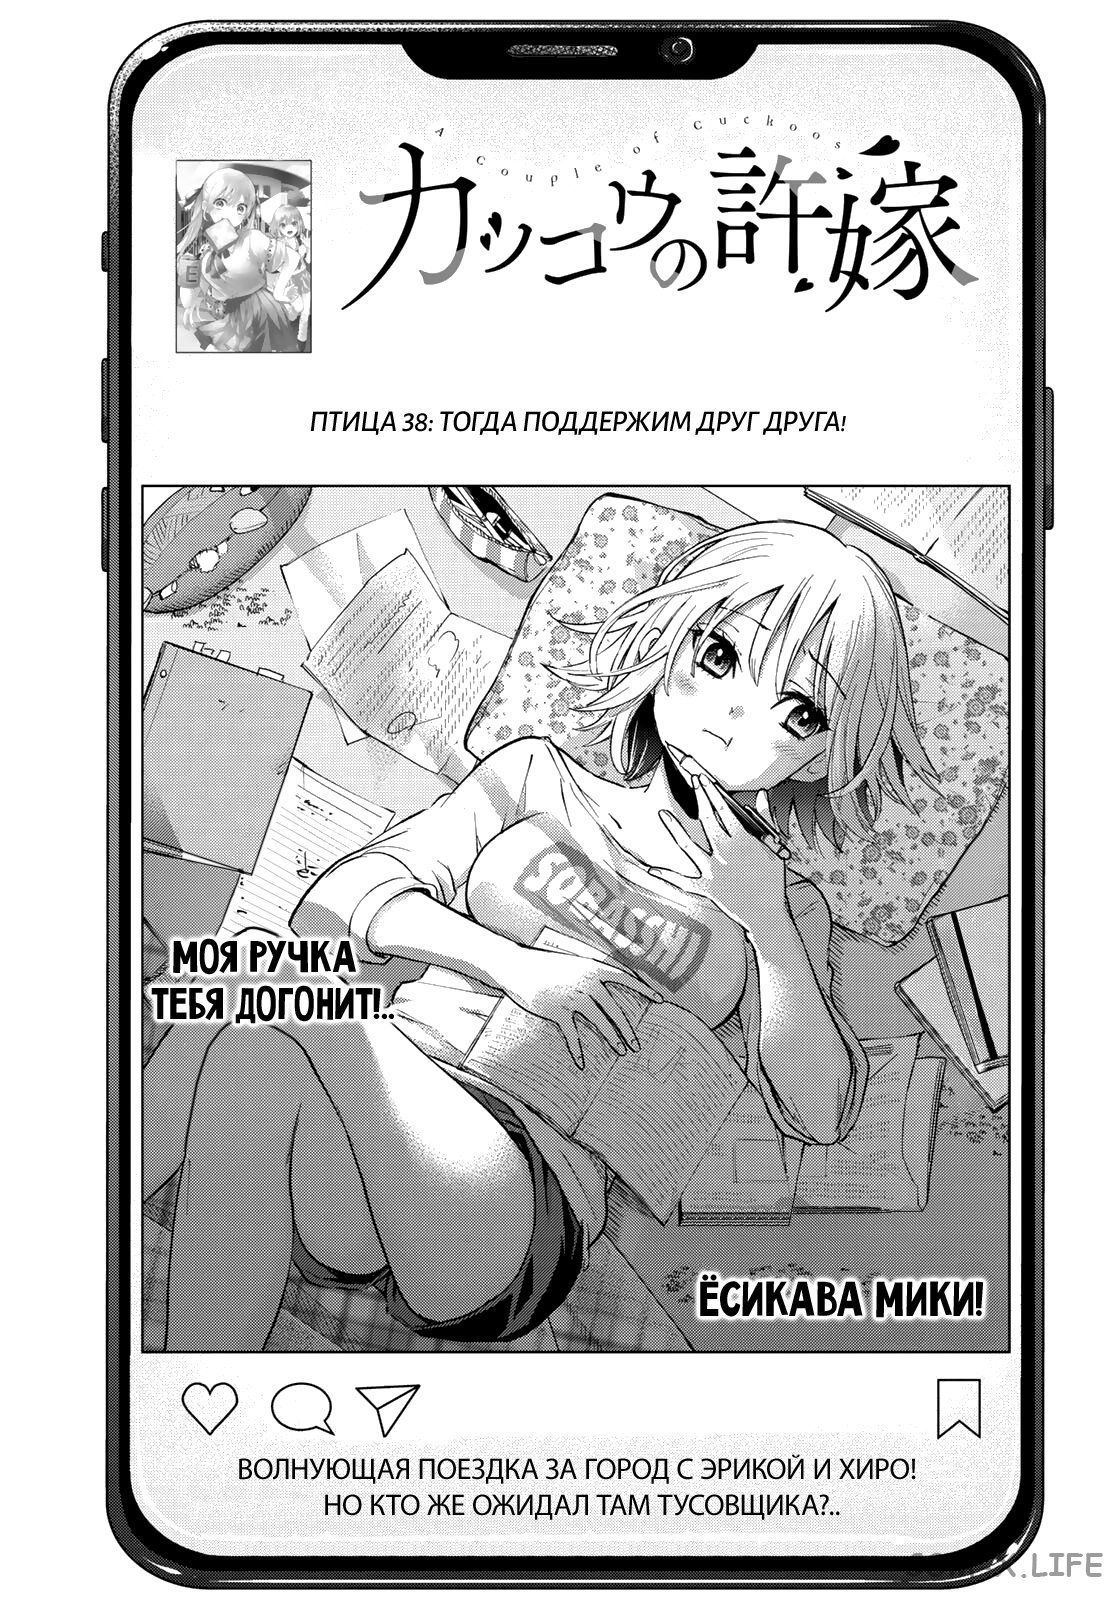 A Couple of Cuckoos
カッコウの許嫁
E
ПТИЦА 38: ТОГДА ПОДДЕРЖИМ ДРУГ ДРУГА!
SOBASSHI
МОЯ РУЧКА
ТЕБЯ ДОГОНИТ!..
ЁСИКАВА МИКИ!
ВОЛНУЮЩАЯ ПОЕЗДКА ЗА ГОРОД С ЭРИКОЙ И ХИРО!
НО КТО ЖЕ ОЖИДАЛ ТАМ ТУСОВЩИКА?..